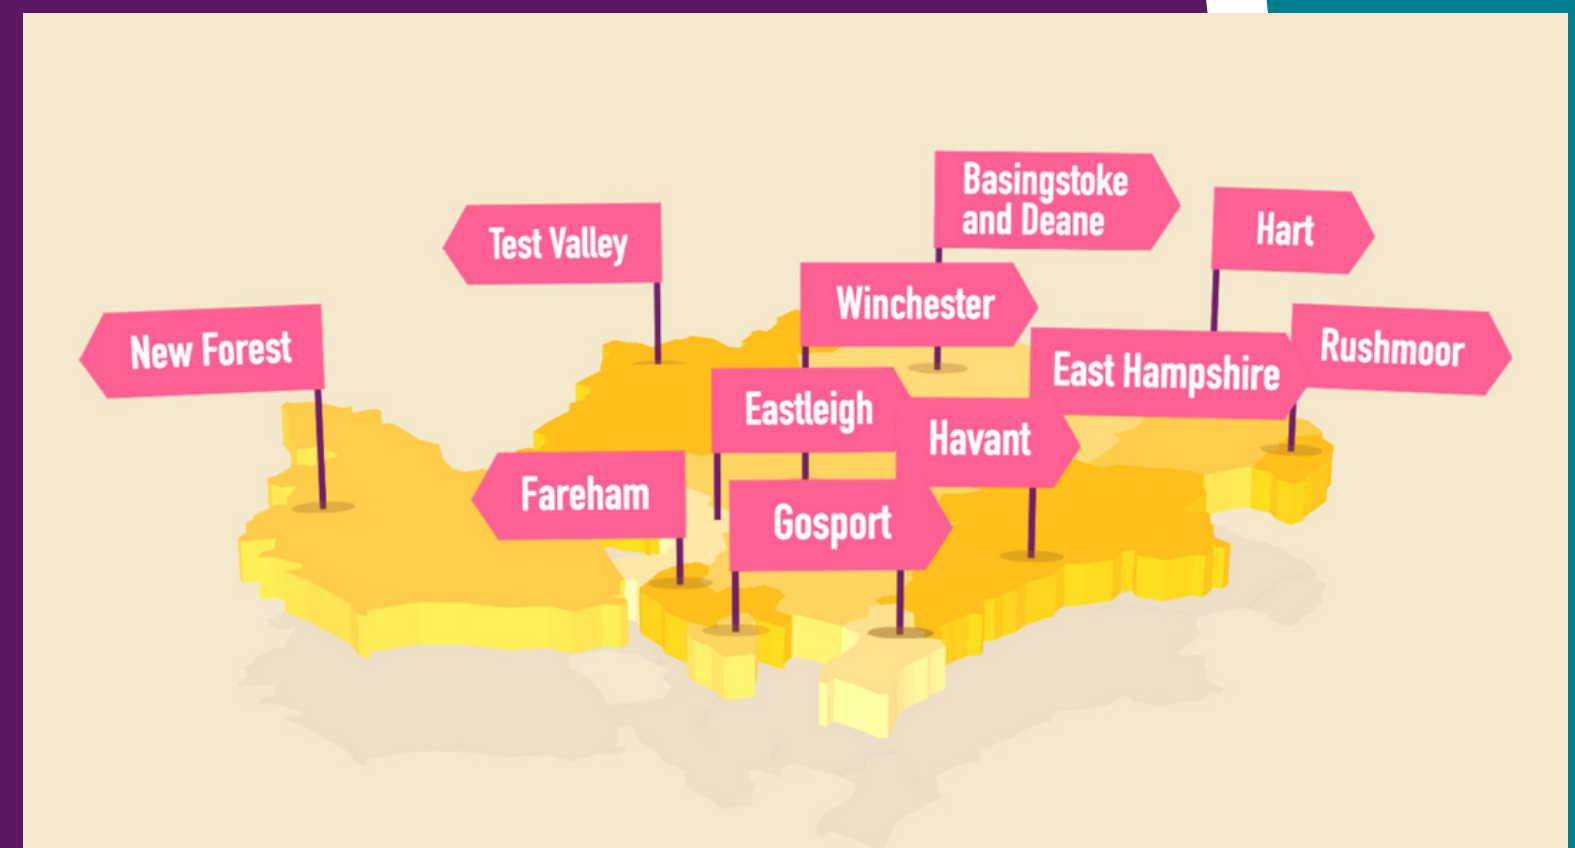 Basingstoke
and Deane
Hart
Test Valley
Winchester
New Forest
Rushmoor
East Hampshire
Eastleigh
Havant
Fareham
Gosport